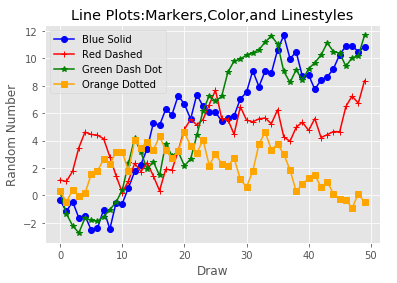 Line Plots:Markers,Color,and Linestyles
Blue Solid
Red Dashed
Green Dash Dot
Orange Dotted
Random Number
12
10
8
6
4
2
0
−2
0
10
20
30
40
50
Draw